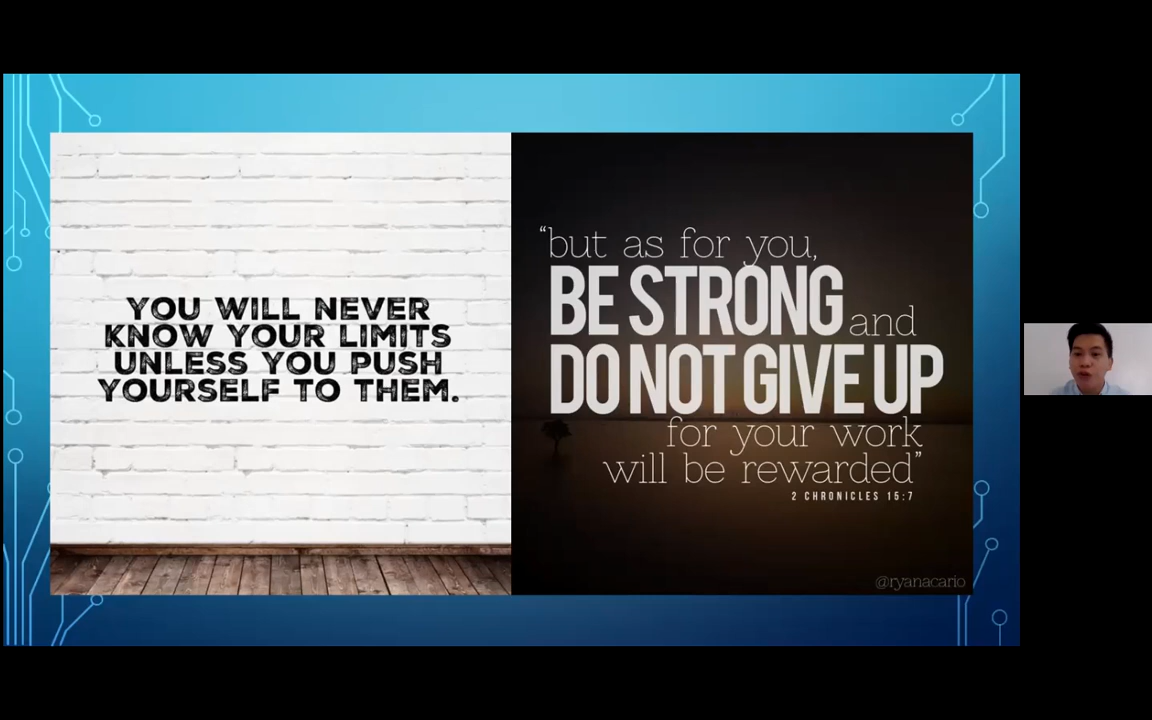 YOU WILL NEVER
KNOW YOUR LIMITS
UNLESS YOU PUSH
YOURSELF TO THEM.
“but as for you,
BE STRONG and
DO NOT GIVE UP
for your work
will be rewarded”
2 CHRONICLES 15:7
@ryanacario